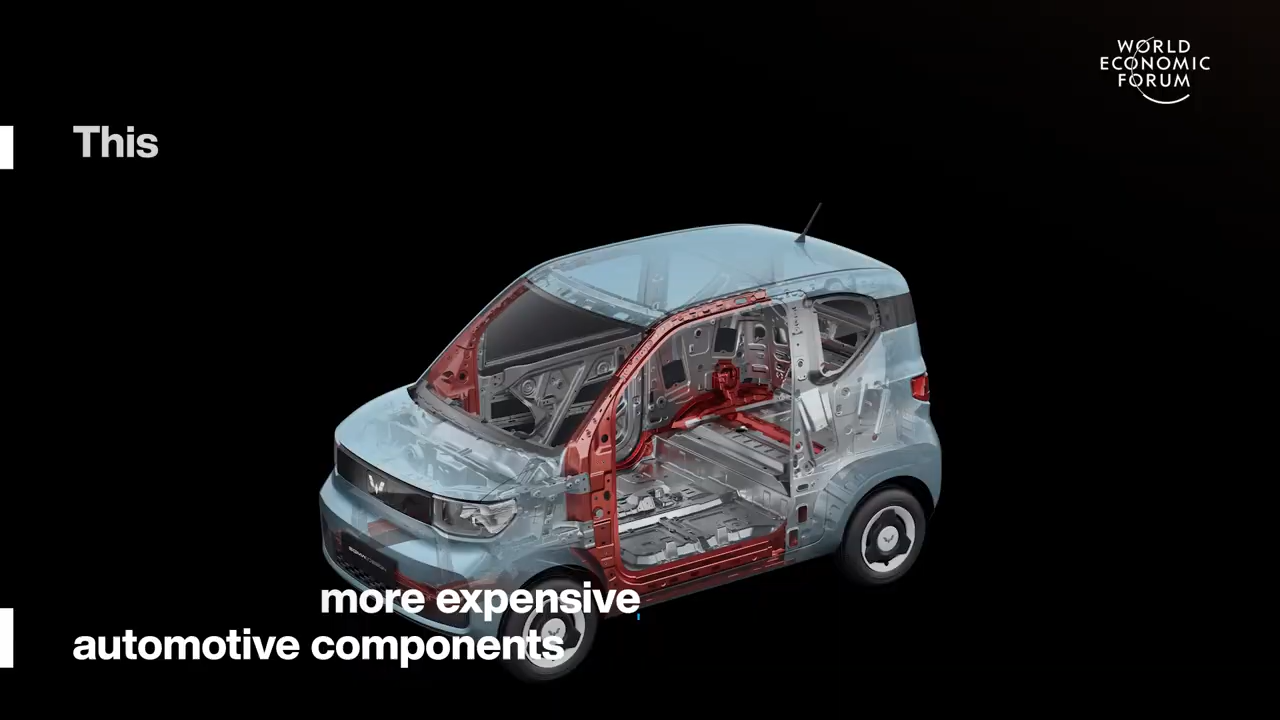 WORLD
ECONOMIC
FORUM
This
more expensive
automotive components